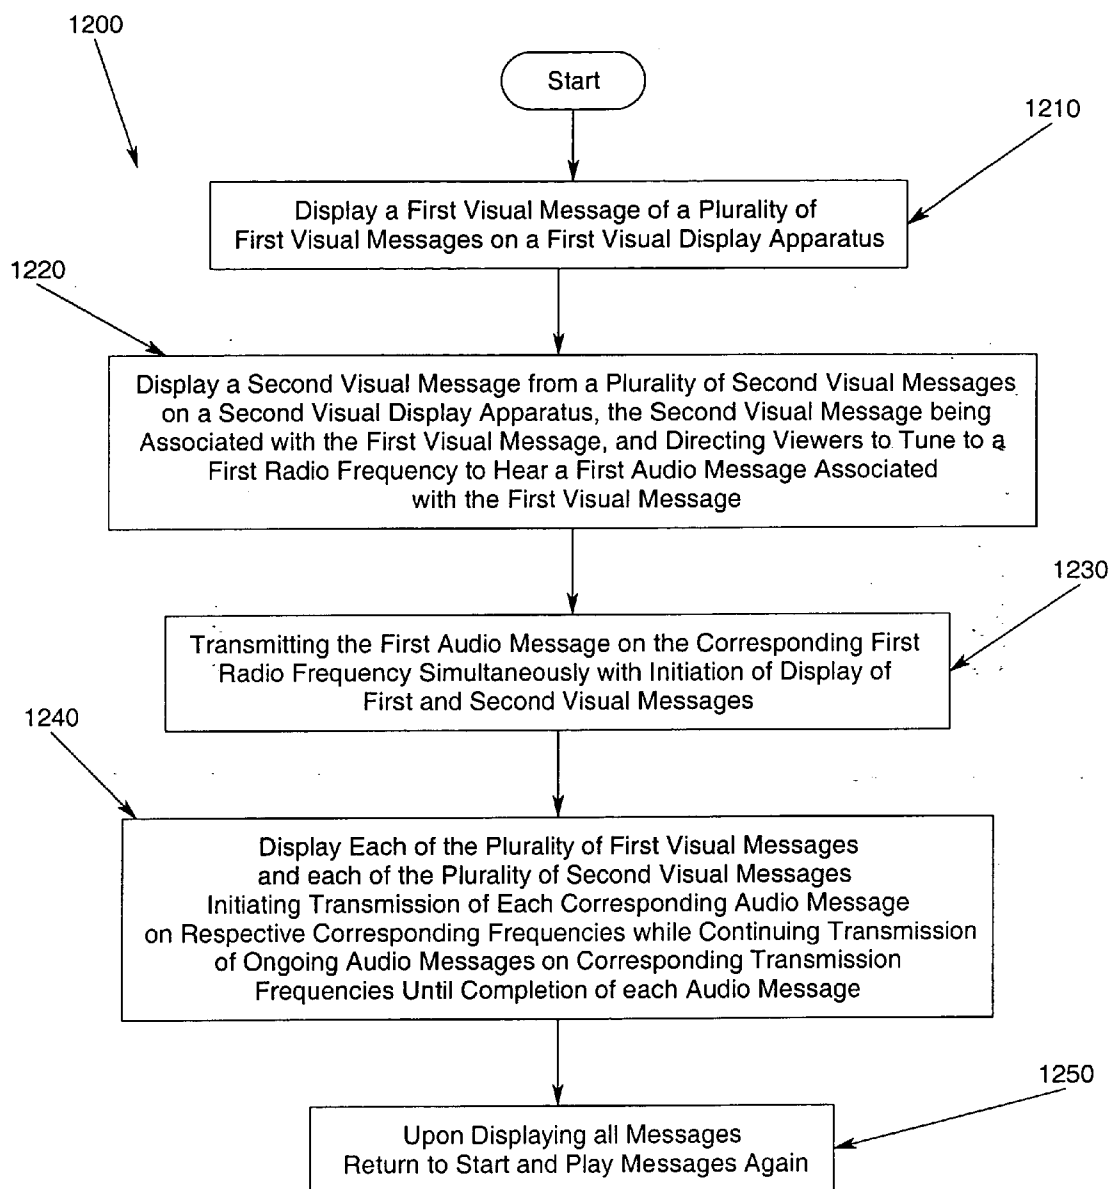 1200
Start
1210
Display a First Visual Message of a Plurality of
First Visual Messages on a First Visual Display Apparatus
1220
Display a Second Visual Message from a Plurality of Second Visual Messages
on a Second Visual Display Apparatus, the Second Visual Message being
Associated with the First Visual Message, and Directing Viewers to Tune to a
First Radio Frequency to Hear a First Audio Message Associated
with the First Visual Message
1230
Transmitting the First Audio Message on the Corresponding First
Radio Frequency Simultaneously with Initiation of Display of
First and Second Visual Messages
1240
Display Each of the Plurality of First Visual Messages
and each of the Plurality of Second Visual Messages
Initiating Transmission of Each Corresponding Audio Message
on Respective Corresponding Frequencies while Continuing Transmission
of Ongoing Audio Messages on Corresponding Transmission
Frequencies Until Completion of each Audio Message
1250
Upon Displaying all Messages
Return to Start and Play Messages Again